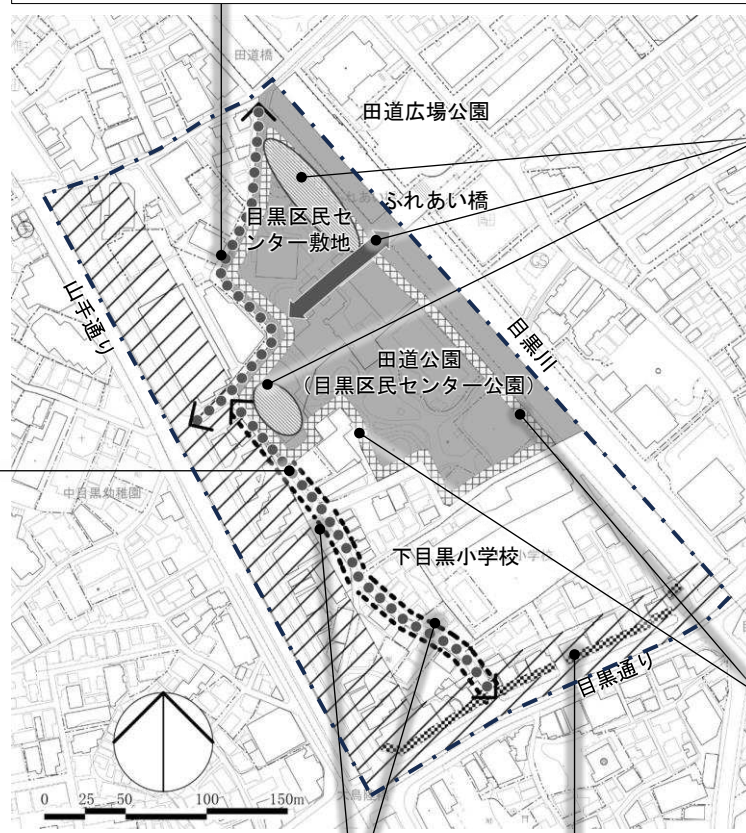 田道橋
田道広場公園
ふれあい橋
目黒区民セ
ンター敷地
山手通り
目黒川
田道公園
(目黒区民センター公園)
中目黒幼稚園
下目黒小学校
目黒通り
0 25 50 100 150m